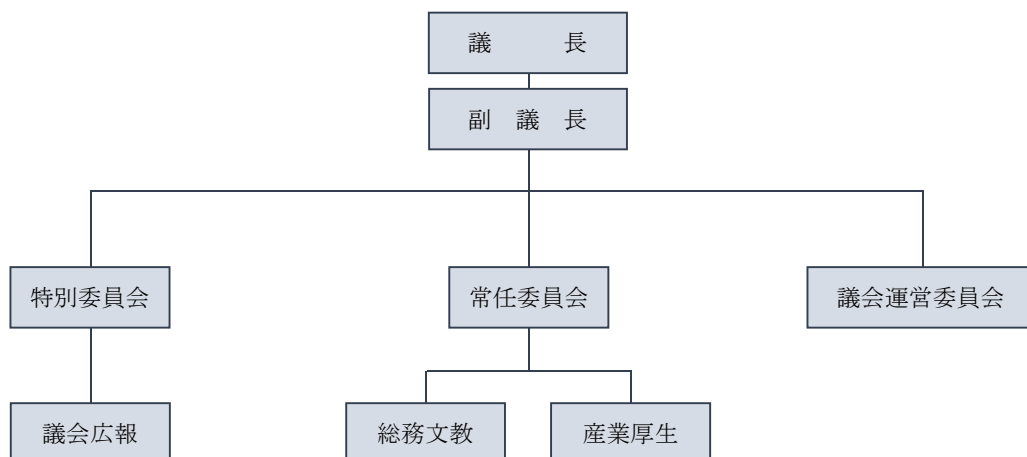 議　　　長
副　議　長
特別委員会
常任委員会
議会運営委員会
議会広報
総務文教
産業厚生